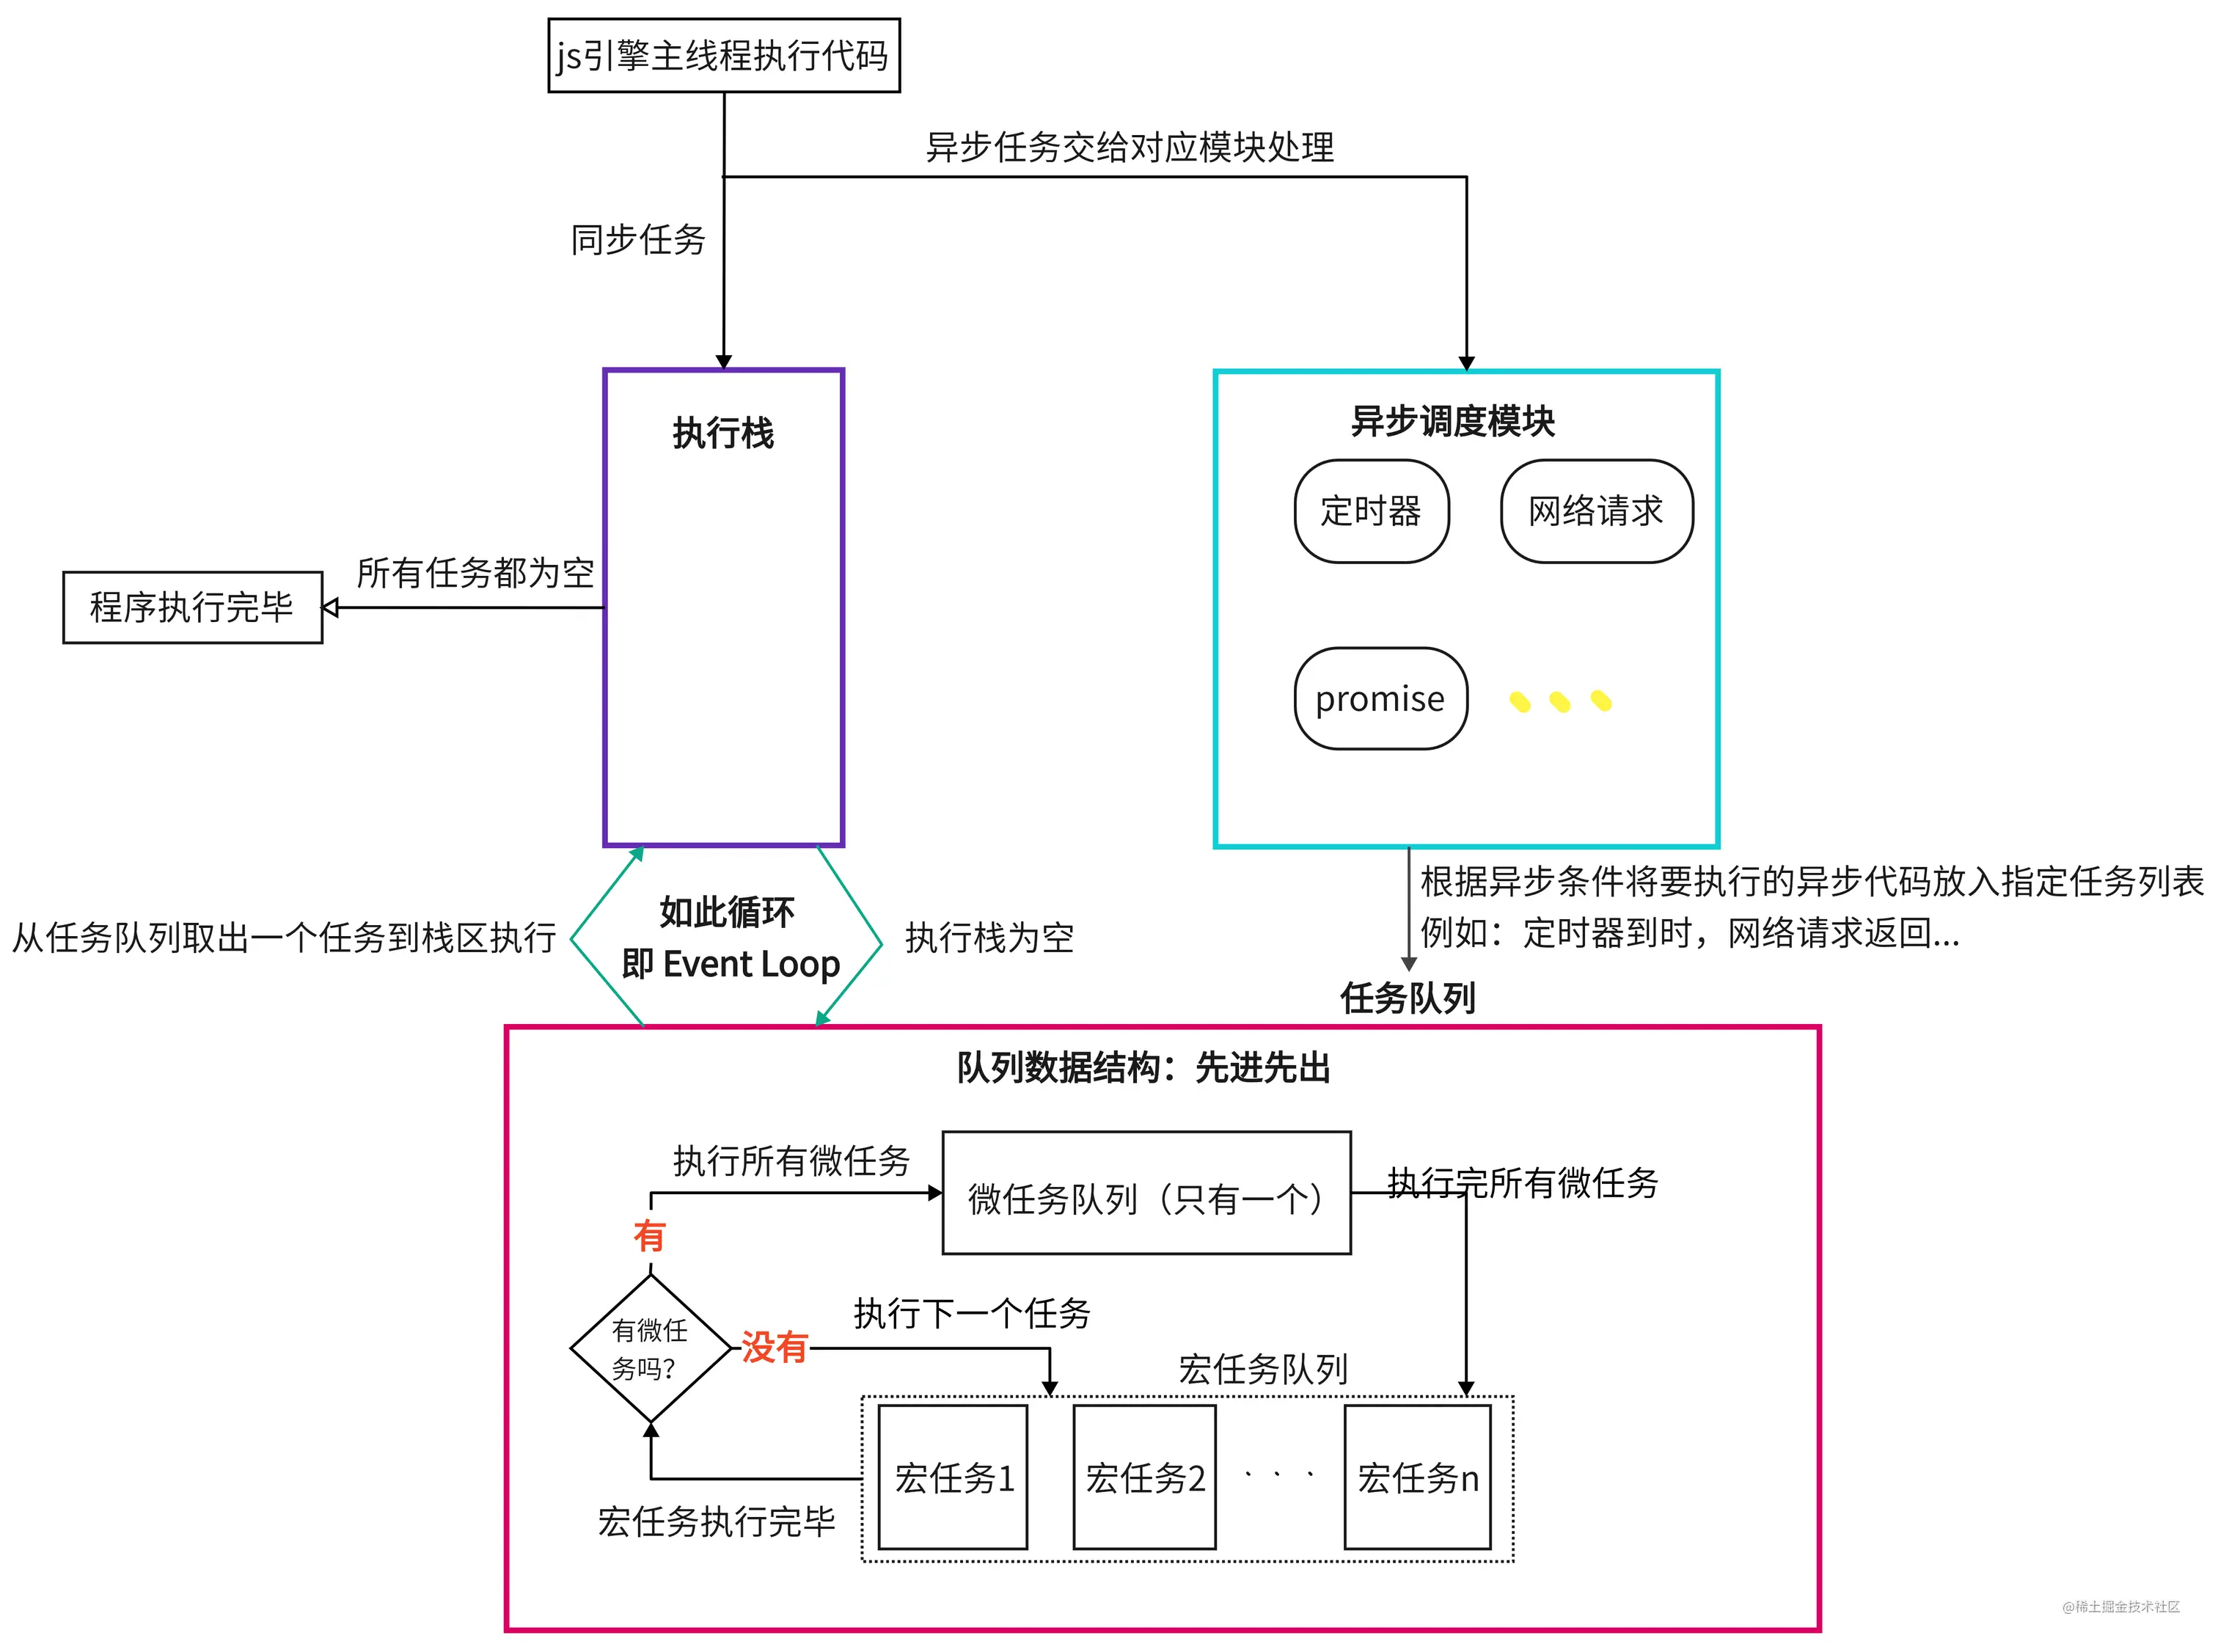 js引擎主线程执行代码
异步任务交给对应模块处理
同步任务
执行栈
异步调度模块
定时器
网络请求
所有任务都为空
程序执行完毕
promise
根据异步条件将要执行的异步代码放入指定任务列表
例如：定时器到时，网络请求返回...
如此循环
即 Event Loop
从任务队列取出一个任务到栈区执行
执行栈为空
任务队列
队列数据结构：先进先出
执行所有微任务
微任务队列（只有一个）
执行完所有微任务
有
执行下一个任务
有微任
务吗？
没有
宏任务队列
宏任务1
宏任务2
宏任务n
宏任务执行完毕
@稀土掘金技术社区